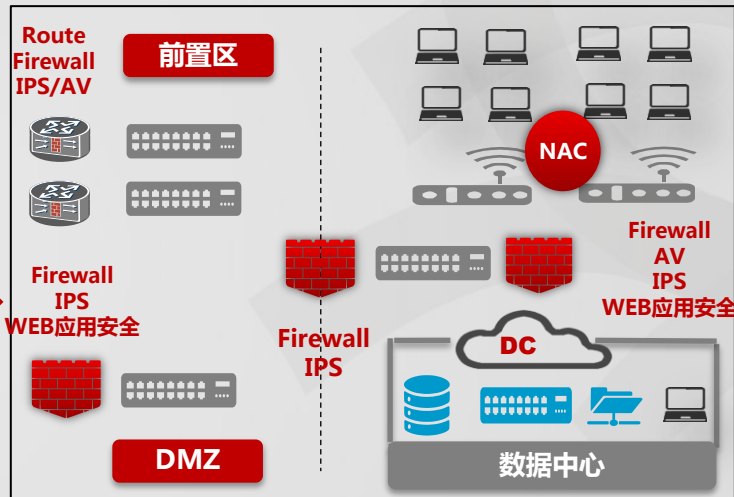 Route
Firewall
IPS/AV
前置区
NAC
Firewall
IPS
WEB应用安全
Firewall
IPS
Firewall
AV
IPS
WEB应用安全
DC
DMZ
数据中心